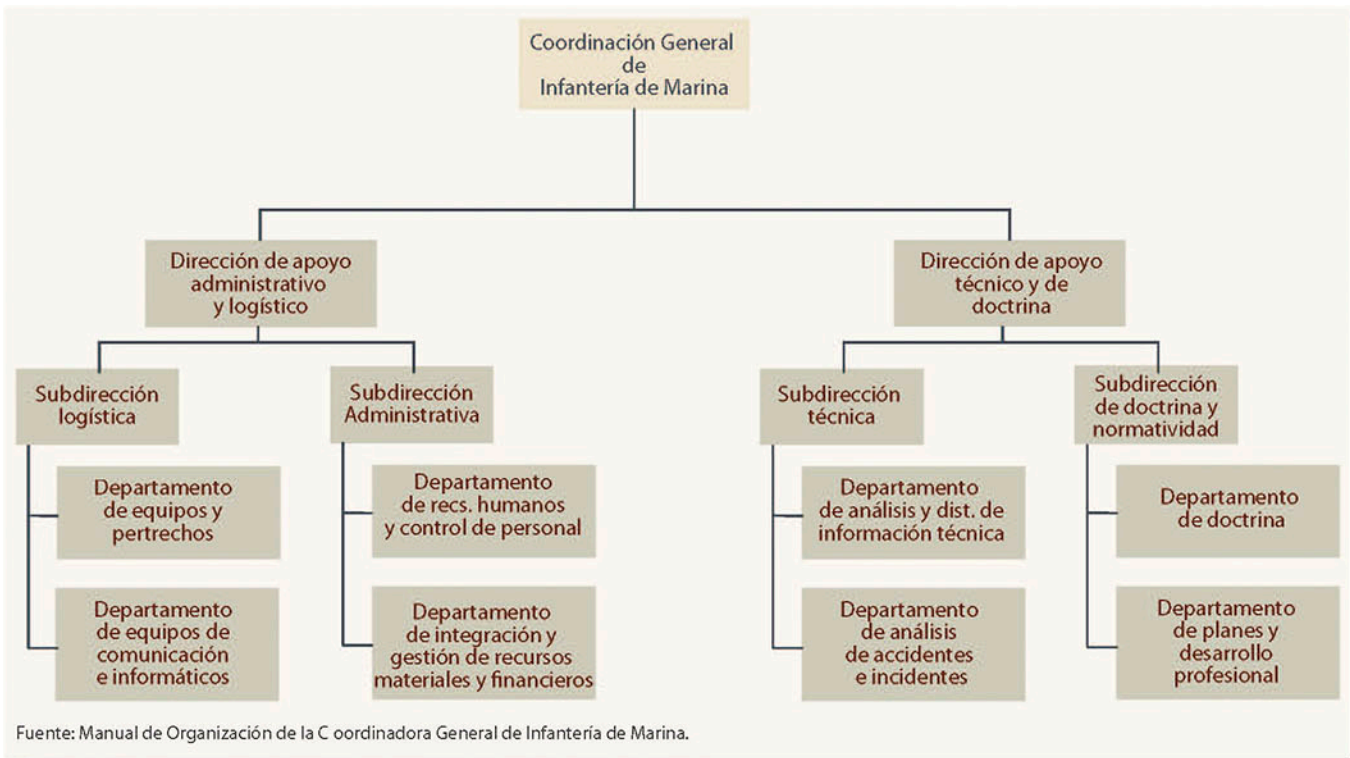 Coordinación General
de
Infantería de Marina
Dirección de apoyo
administrativo
y logístico
Dirección de apoyo
técnico y de
doctrina
Subdirección
logística
Subdirección
Administrativa
Subdirección
técnica
Subdirección
de doctrina y
normatividad
Departamento
de equipos y
pertrechos
Departamento
de recs. humanos
y control de personal
Departamento
de análisis y dist. de
información técnica
Departamento
de doctrina
Departamento
de equipos de
comunicación
e informáticos
Departamento
de integración y
gestión de recursos
materiales y financieros
Departamento
de análisis
de accidentes
e incidentes
Departamento
de planes y
desarrollo
profesional
Fuente: Manual de Organización de la C oordinadora General de Infantería de Marina.